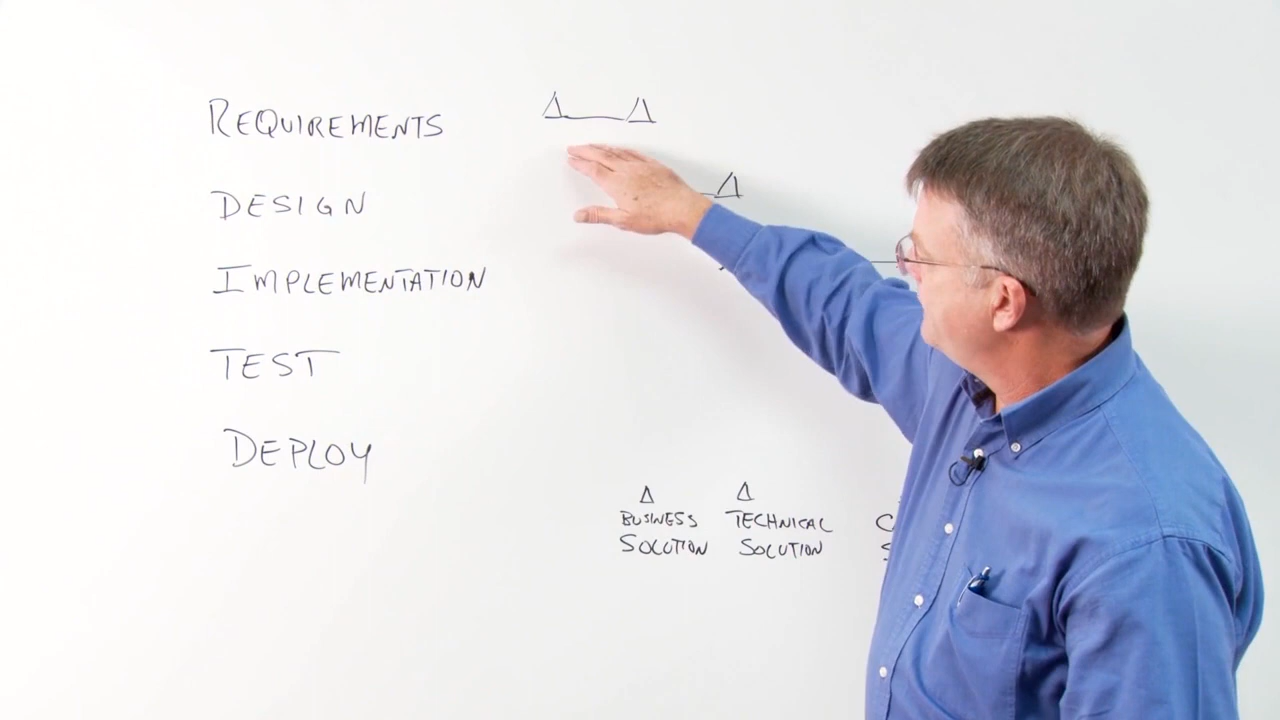 REQUIREMENTS
DESIGN
IMPLEMENTATION
TEST
DEPLOY
Δ Δ
Δ
Δ Δ
BUSINESS TECHNICAL
SOLUTION SOLUTION